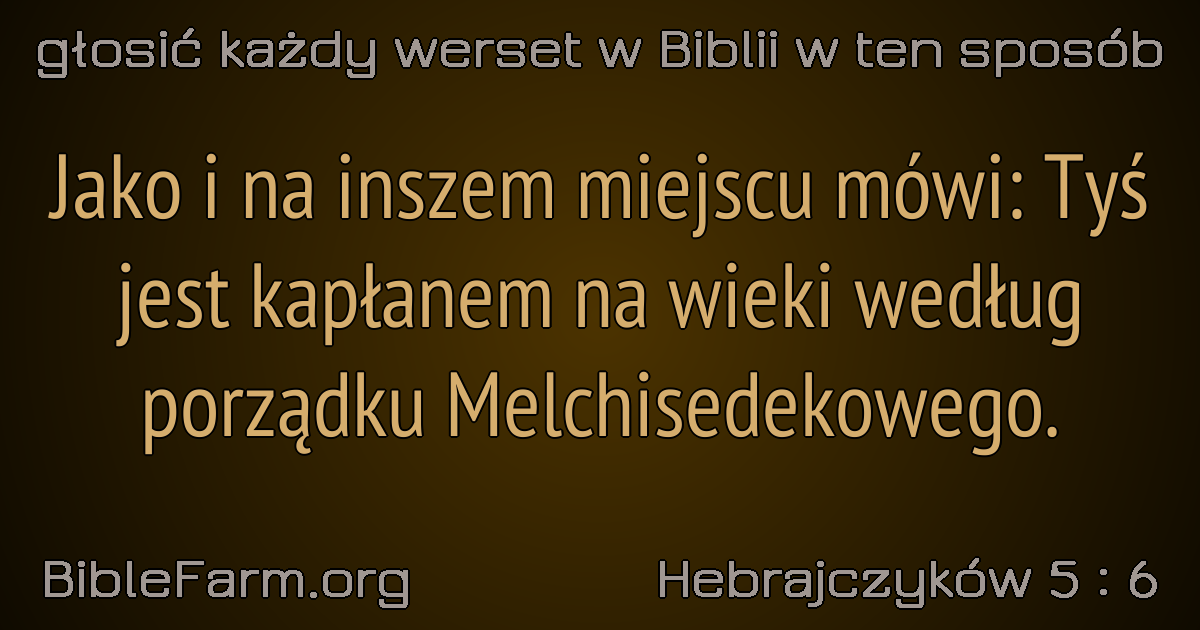 głosić każdy werset w Biblii w ten sposób
Jako i na inszem miejscu mówi: Tyś
jest kapłanem na wieki według
porządku Melchisedekowego.
BibleFarm.org
Hebrajczyków 5 : 6